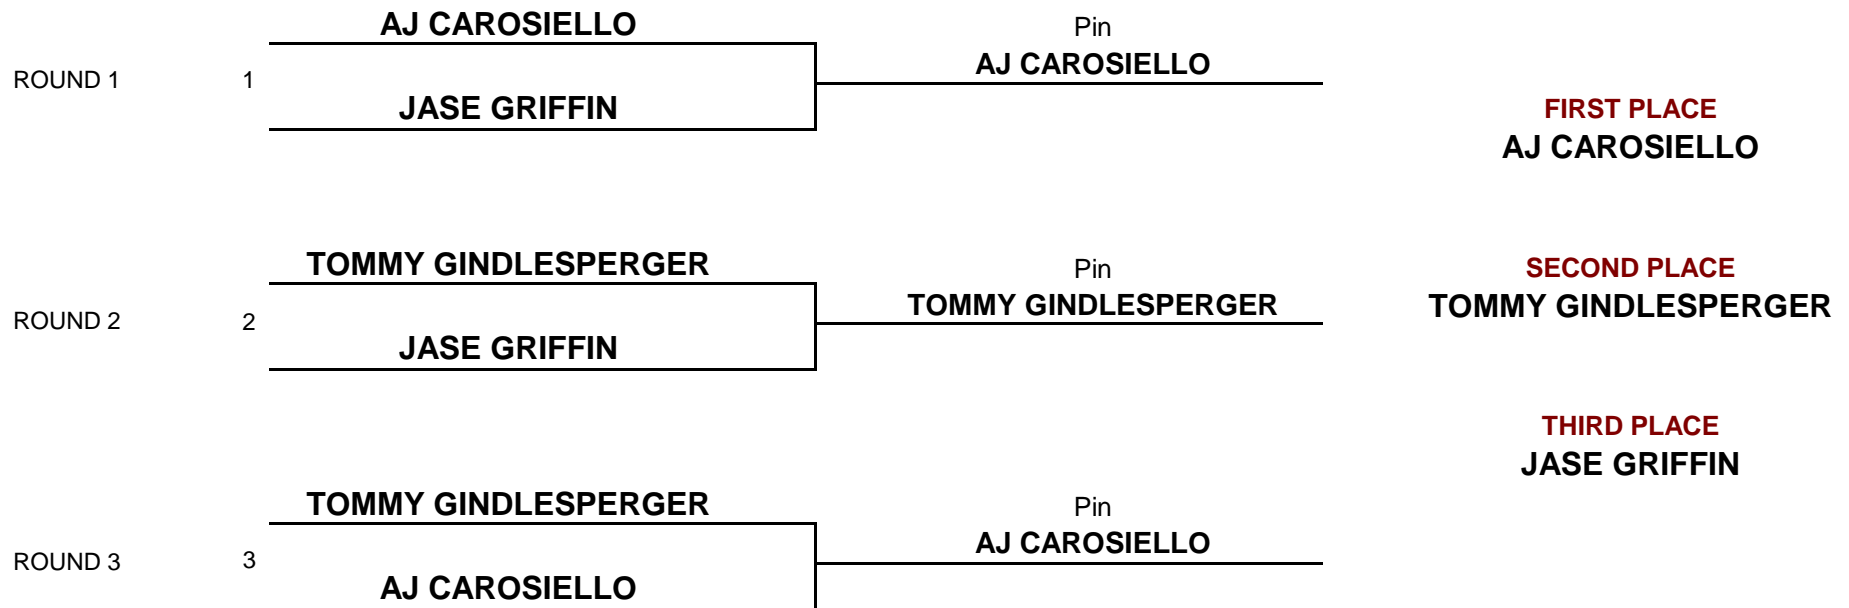 AJ CAROSIELLO
Pin
ROUND 1
1
AJ CAROSIELLO
JASE GRIFFIN
FIRST PLACE
AJ CAROSIELLO
TOMMY GINDLESPERGER
Pin
SECOND PLACE
ROUND 2
2
TOMMY GINDLESPERGER
TOMMY GINDLESPERGER
JASE GRIFFIN
THIRD PLACE
JASE GRIFFIN
TOMMY GINDLESPERGER
Pin
ROUND 3
3
AJ CAROSIELLO
AJ CAROSIELLO